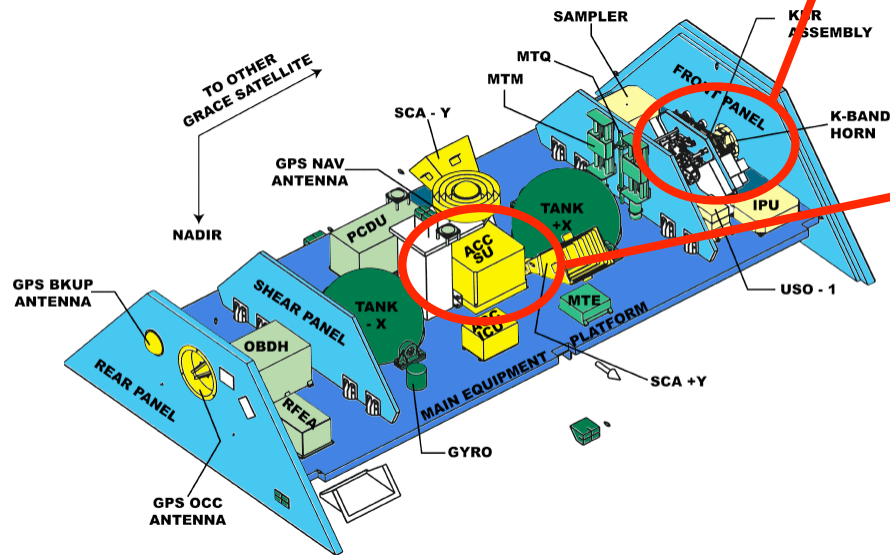 SAMPLER
KBR
ASSEMBLY
MTQ
MTM
FRONT PANEL
K-BAND
HORN
TO OTHER
GRACE SATELLITE
SCA - Y
GPS NAV
ANTENNA
NADIR
PCDU
TANK
+X
ACC
SU
IPU
USO - 1
GPS BKUP
ANTENNA
SHEAR PANEL
TANK
- X
MTE
ACC
ICU
OBDH
MAIN EQUIPMENT PLATFORM
SCA +Y
REAR PANEL
RFEA
GYRO
GPS OCC
ANTENNA